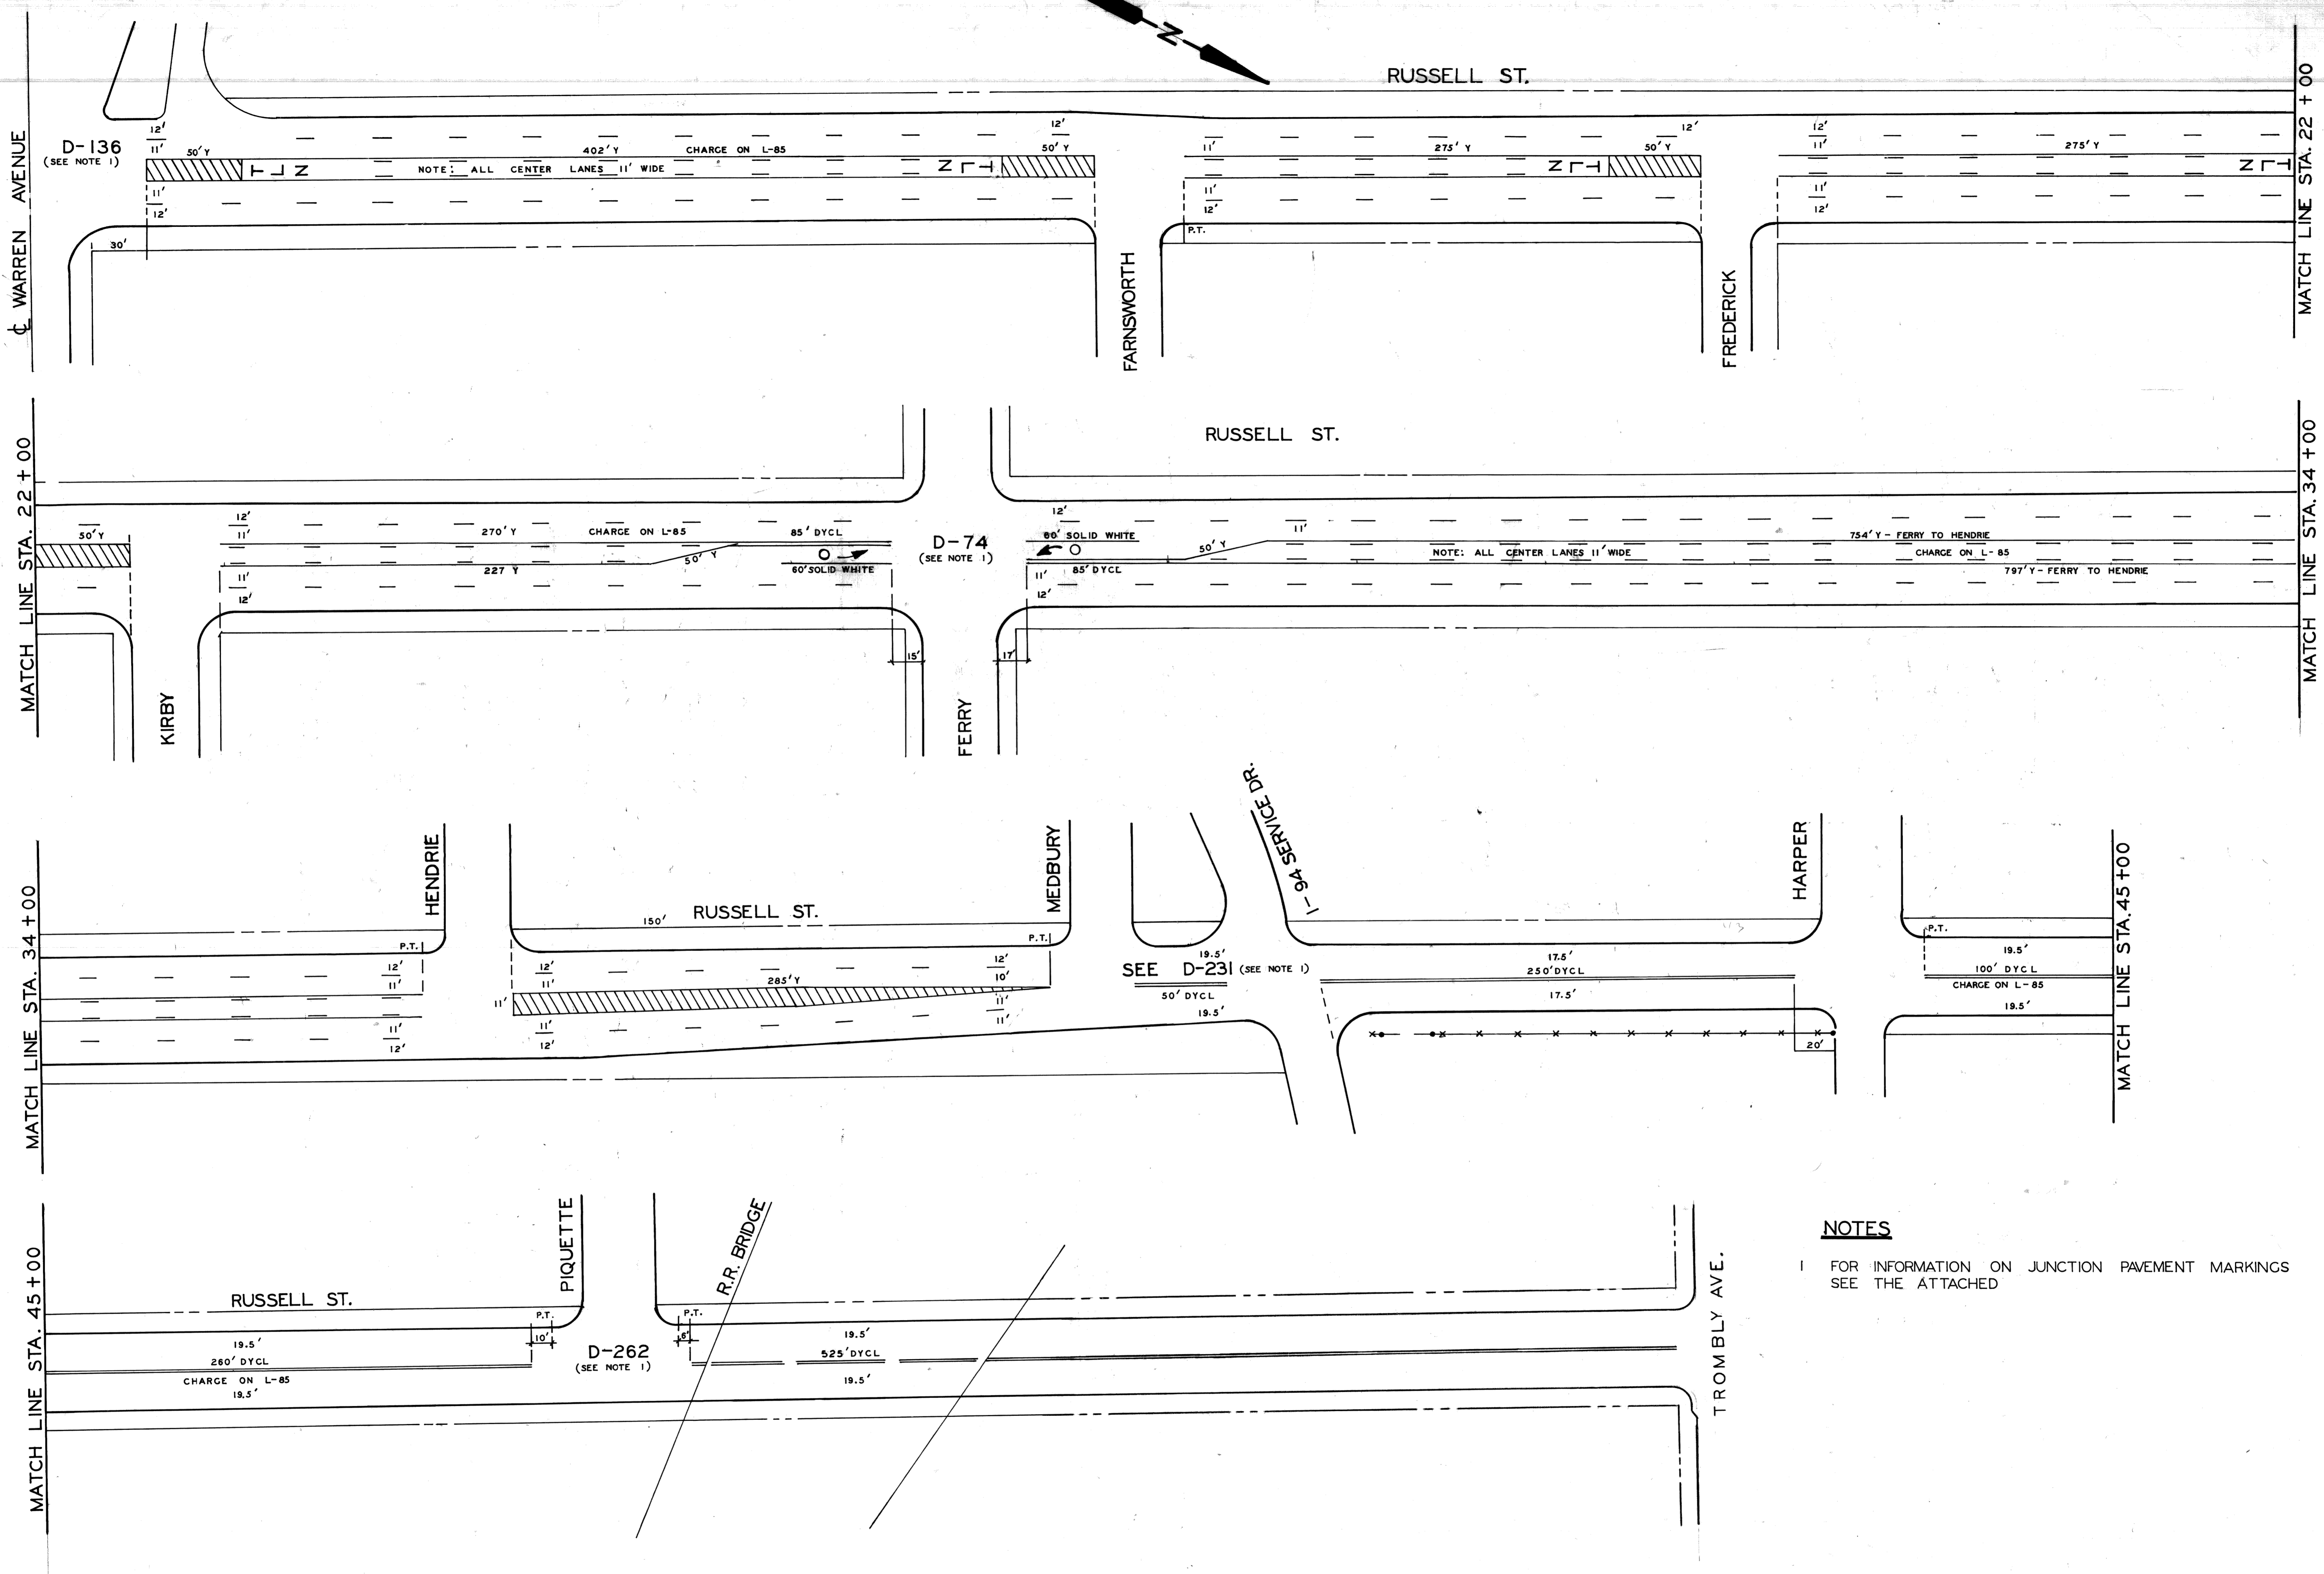 N
RUSSELL ST.
℄ WARREN AVENUE
D-136
(SEE NOTE 1)
12'
11'
50' Y
TLN
402' Y
CHARGE ON L-85
NOTE: ALL CENTER LANES 11' WIDE
NLT
12'
50' Y
11'
12'
30'
11'
275' Y
NLT
12'
50' Y
11'
12'
P.T.
12'
11'
275' Y
NLT
11'
12'
FARNSWORTH
FREDERICK
MATCH LINE STA. 22 + 00
MATCH LINE STA. 22 + 00
RUSSELL ST.
50' Y
12'
11'
270' Y
CHARGE ON L-85
85' DYCL
227 Y
50' Y
60' SOLID WHITE
11'
12'
D-74
(SEE NOTE 1)
12'
60' SOLID WHITE
85' DYCL
50' Y
11'
11'
12'
NOTE: ALL CENTER LANES 11' WIDE
754' Y - FERRY TO HENDRIE
CHARGE ON L-85
797' Y - FERRY TO HENDRIE
15'
17'
KIRBY
FERRY
MATCH LINE STA. 34 + 00
MATCH LINE STA. 34 + 00
HENDRIE
P.T.
12'
11'
11'
12'
150'
RUSSELL ST.
MEDBURY
P.T.
12'
11'
11'
285' Y
12'
10'
11'
11'
11'
12'
I-94 SERVICE DR.
19.5'
SEE D-231 (SEE NOTE 1)
50' DYCL
19.5'
HARPER
17.5'
250' DYCL
17.5'
20'
P.T.
19.5'
100' DYCL
CHARGE ON L-85
19.5'
MATCH LINE STA. 45+00
MATCH LINE STA. 45+00
RUSSELL ST.
19.5'
260' DYCL
CHARGE ON L-85
19.5'
PIQUETTE
P.T.
10'
D-262
(SEE NOTE 1)
P.T.
6'
R.R. BRIDGE
19.5'
525' DYCL
19.5'
TROMBLY AVE.
NOTES
1 FOR INFORMATION ON JUNCTION PAVEMENT MARKINGS
SEE THE ATTACHED